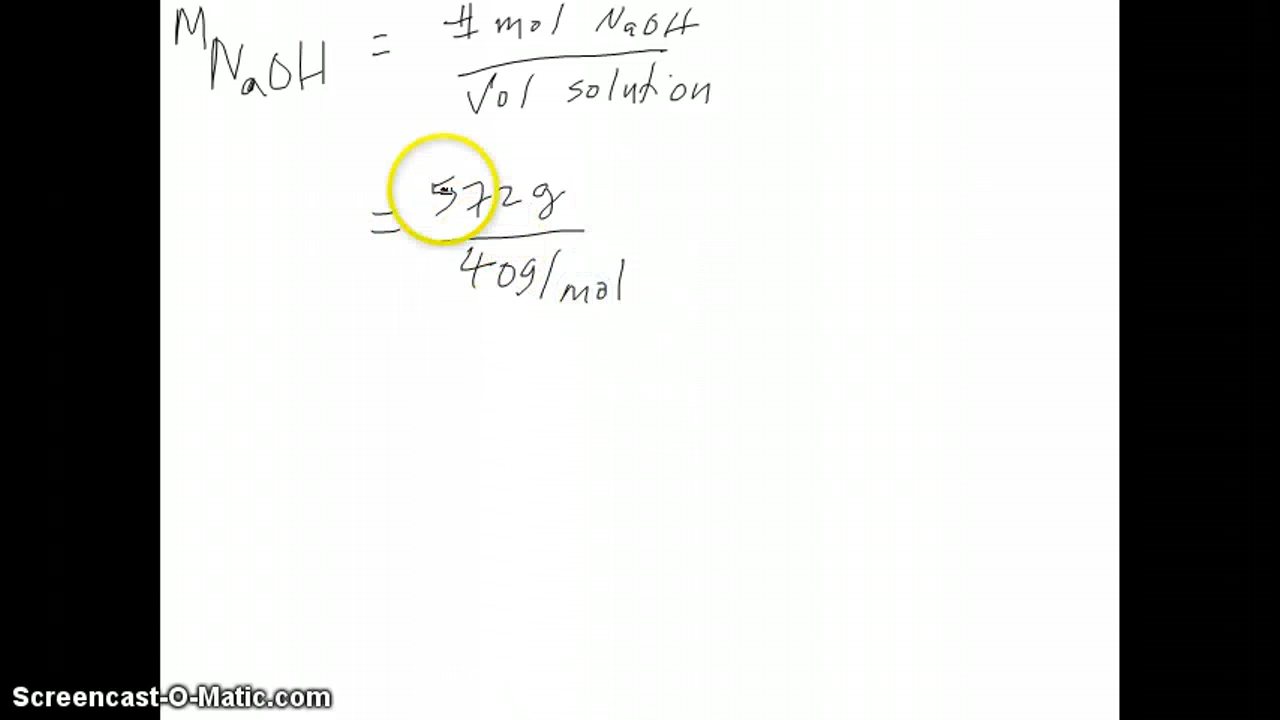 M NaOH = # mol NaOH
Vol solution
= 572g
40g/mol
Screencast-O-Matic.com